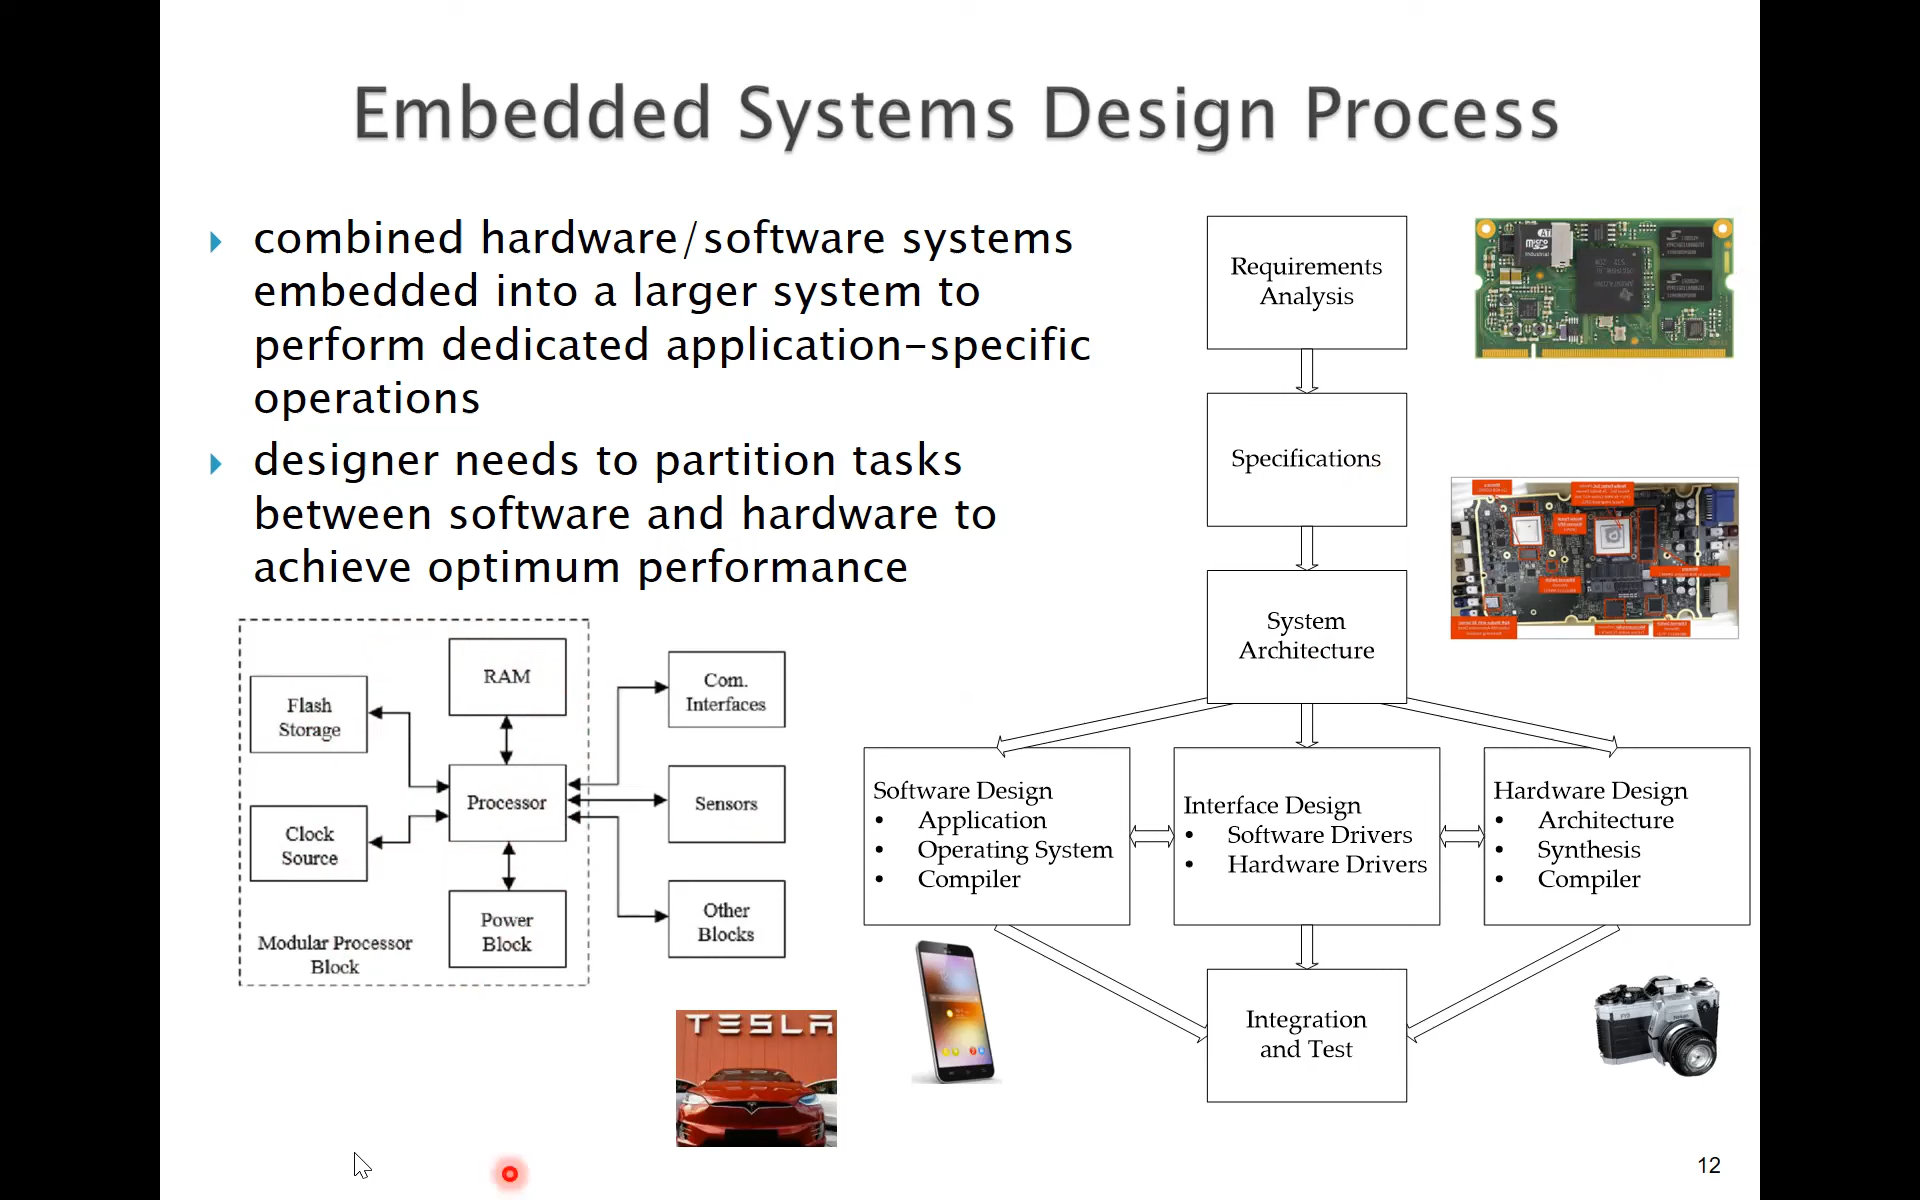 Embedded Systems Design Process
combined hardware/software systems
embedded into a larger system to
perform dedicated application-specific
operations
designer needs to partition tasks
between software and hardware to
achieve optimum performance
Flash
Storage
RAM
Com.
Interfaces
Processor
Sensors
Clock
Source
Power
Block
Other
Blocks
Modular Processor
Block
Requirements
Analysis
Specifications
System
Architecture
Software Design
• Application
• Operating System
• Compiler
Interface Design
• Software Drivers
• Hardware Drivers
Hardware Design
• Architecture
• Synthesis
• Compiler
Integration
and Test
TESLA
12